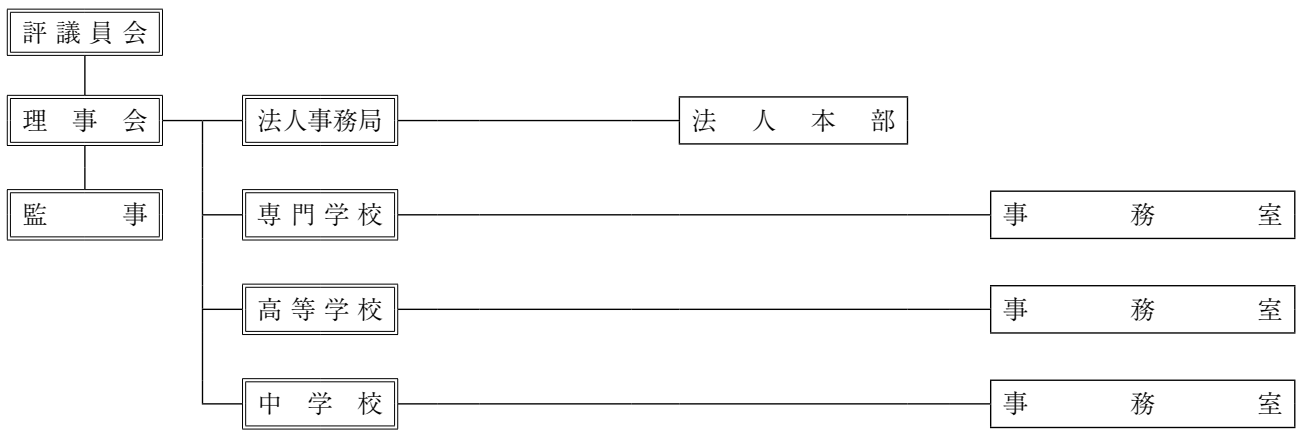 評議員会
理事会 法人事務局 法人本部
監事 専門学校 事務室
高等学校 事務室
中学校 事務室